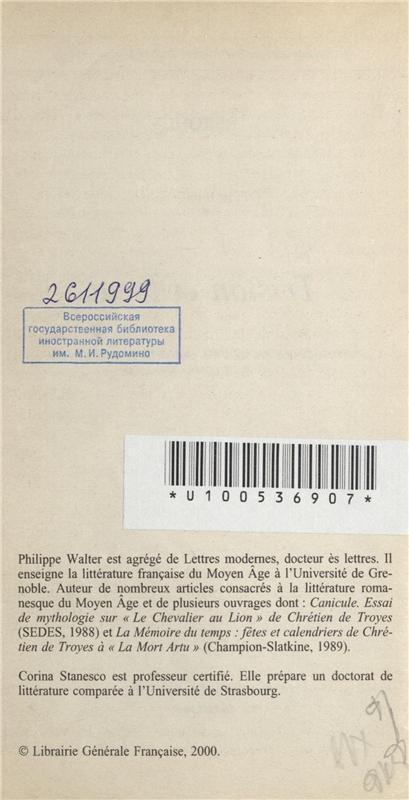 2611999
Всероссийская
государственная библиотека
иностранной литературы
им. М.И. Рудомино
*U100536907*
Philippe Walter est agrégé de Lettres modernes, docteur ès lettres. Il
enseigne la littérature française du Moyen Âge à l’Université de Gre-
noble. Auteur de nombreux articles consacrés à la littérature roma-
nesque du Moyen Âge et de plusieurs ouvrages dont : Canicule. Essai
de mythologie sur « Le Chevalier au Lion » de Chrétien de Troyes
(SEDES, 1988) et La Mémoire du temps : fêtes et calendriers de Chré-
tien de Troyes à « La Mort Artu » (Champion-Slatkine, 1989).
Corina Stanesco est professeur certifié. Elle prépare un doctorat de
littérature comparée à l’Université de Strasbourg.
© Librairie Générale Française, 2000.